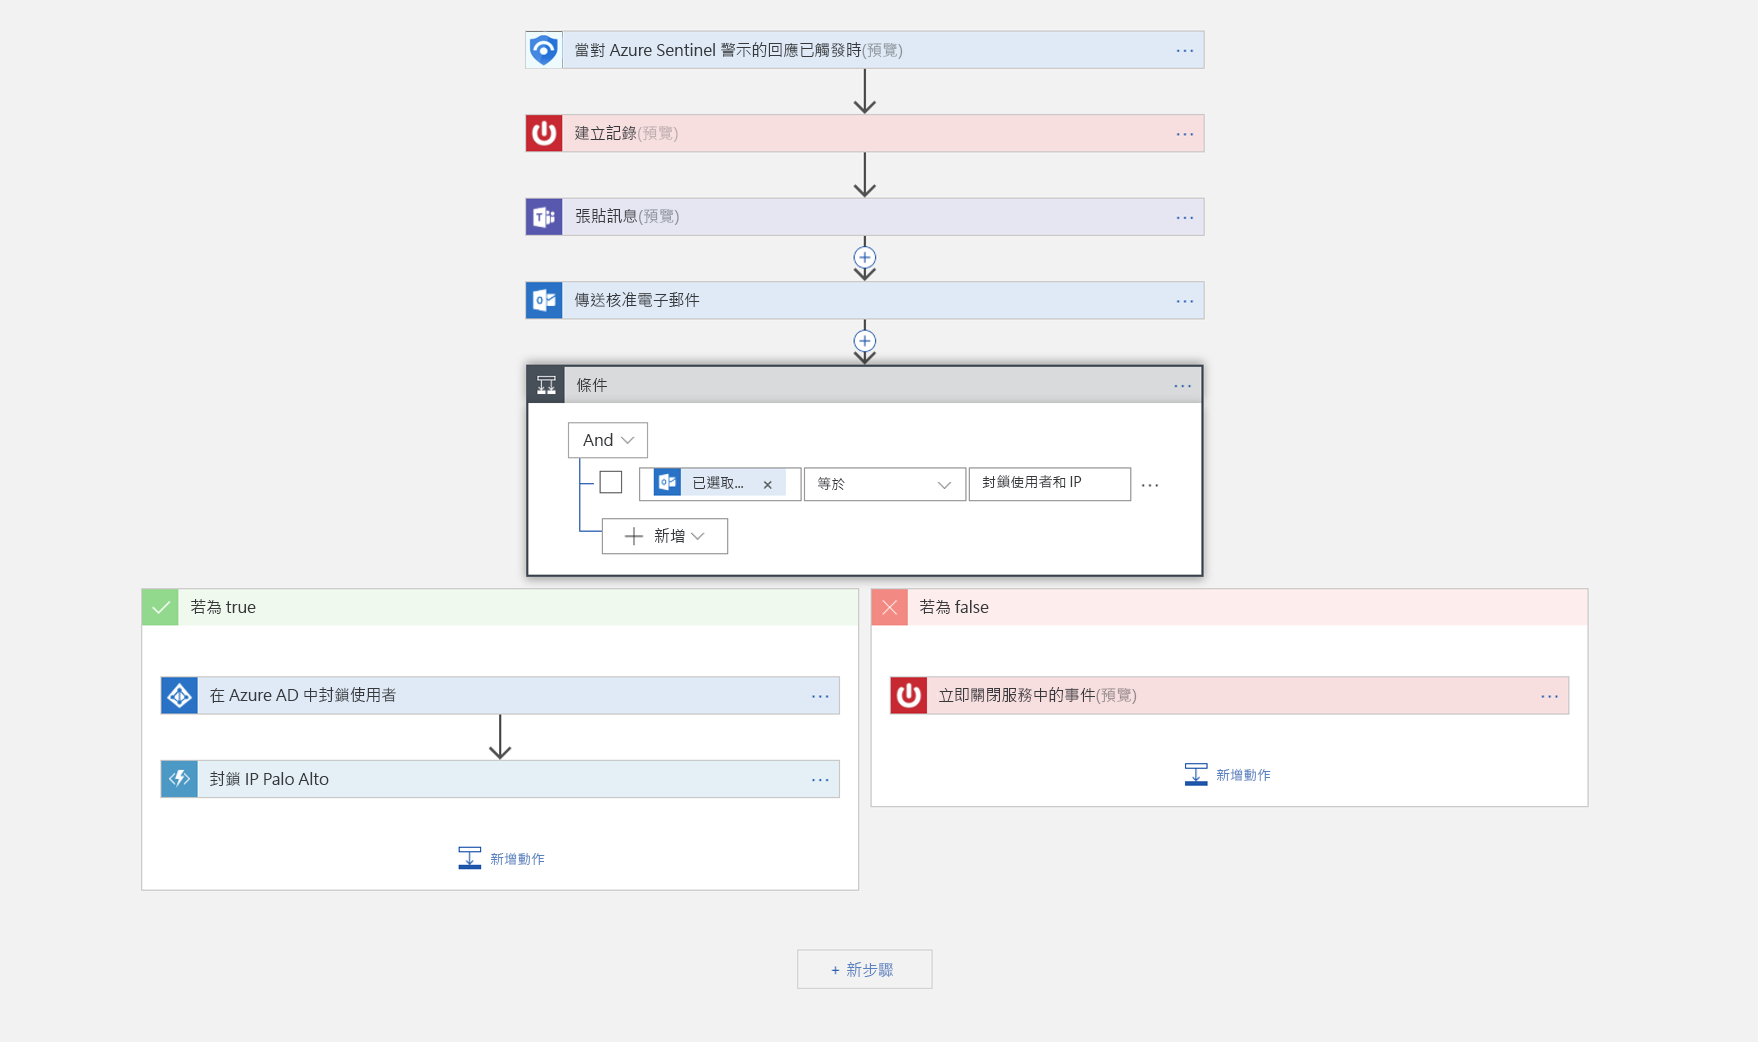 當對 Azure Sentinel 警示的回應已觸發時(預覽)
建立記錄(預覽)
張貼訊息(預覽)
傳送核准電子郵件
條件
And
已選取... × 等於 封鎖使用者和 IP
新增
若為 true
在 Azure AD 中封鎖使用者
封鎖 IP Palo Alto
新增動作
若為 false
立即關閉服務中的事件(預覽)
新增動作
+ 新步驟